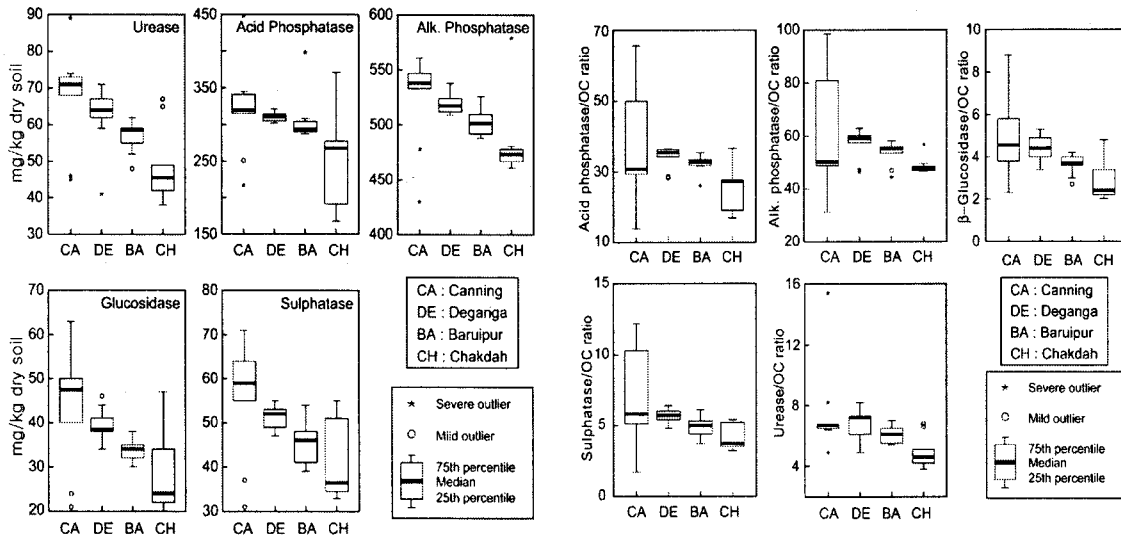 Urease
Acid Phosphatase
Alk. Phosphatase
mg/kg dry soil
90
80
70
60
50
40
30
CA DE BA CH
450
350
250
150
CA DE BA CH
600
500
400
CA DE BA CH
Glucosidase
Sulphatase
mg/kg dry soil
70
60
50
40
30
20
CA DE BA CH
80
70
60
50
40
30
CA DE BA CH
CA : Canning
DE : Deganga
BA : Baruipur
CH : Chakdah
* Severe outlier
o Mild outlier
75th percentile
Median
25th percentile
Acid phosphatase/OC ratio
70
50
30
10
CA DE BA CH
Alk. phosphatase/OC ratio
100
80
60
40
20
CA DE BA CH
β-Glucosidase/OC ratio
10
8
6
4
2
0
CA DE BA CH
Sulphatase/OC ratio
15
10
5
0
CA DE BA CH
Urease/OC ratio
16
12
8
4
CA DE BA CH
CA : Canning
DE : Deganga
BA : Baruipur
CH : Chakdah
* Severe outlier
o Mild outlier
75th percentile
Median
25th percentile